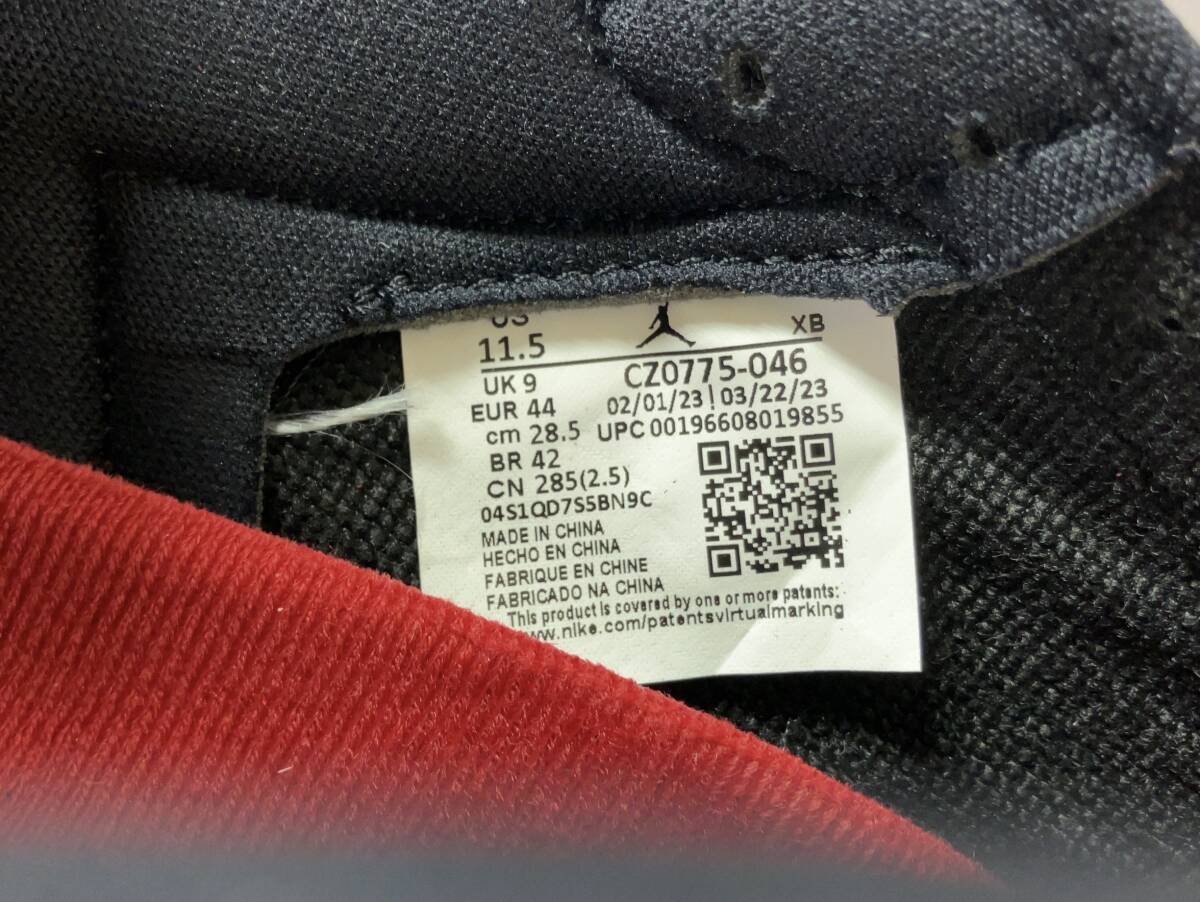 US XB
11.5
UK 9 CZ0775-046
EUR 44 02/01/23 | 03/22/23
cm 28.5 UPC 00196608019855
BR 42
CN 285(2.5)
04S1QD7S5BN9C
MADE IN CHINA
HECHO EN CHINA
FABRIQUE EN CHINE
FABRICADO NA CHINA
This product is covered by one or more patents:
www.nike.com/patentsvirtualmarking